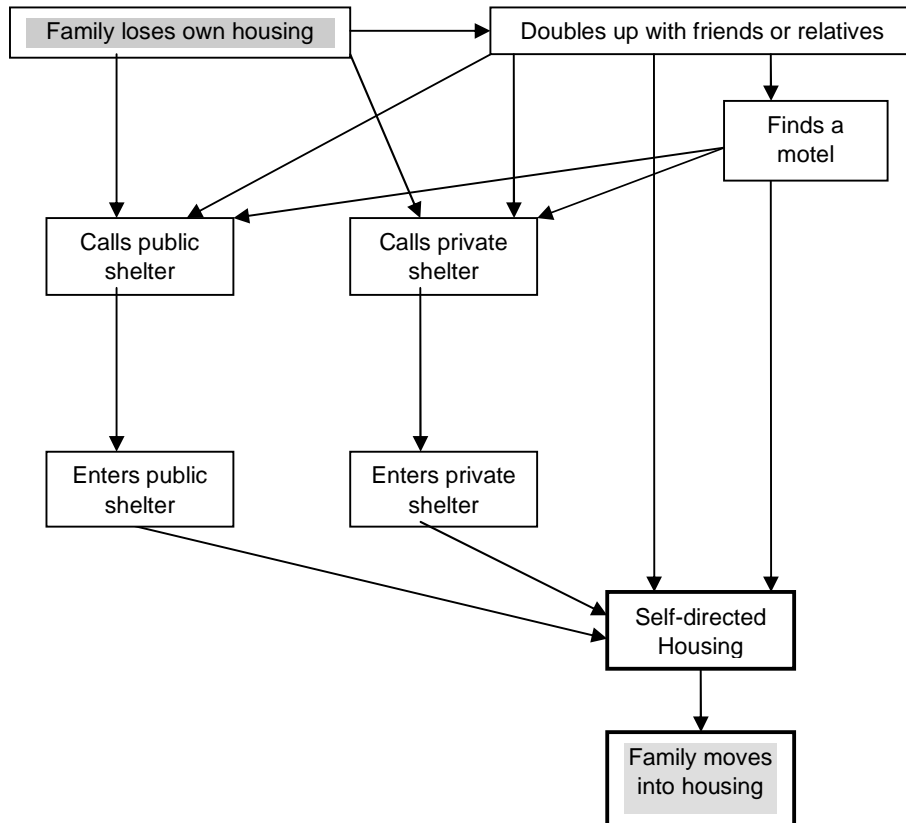 Family loses own housing
Doubles up with friends or relatives
Finds a
motel
Calls public
shelter
Calls private
shelter
Enters public
shelter
Enters private
shelter
Self-directed
Housing
Family moves
into housing